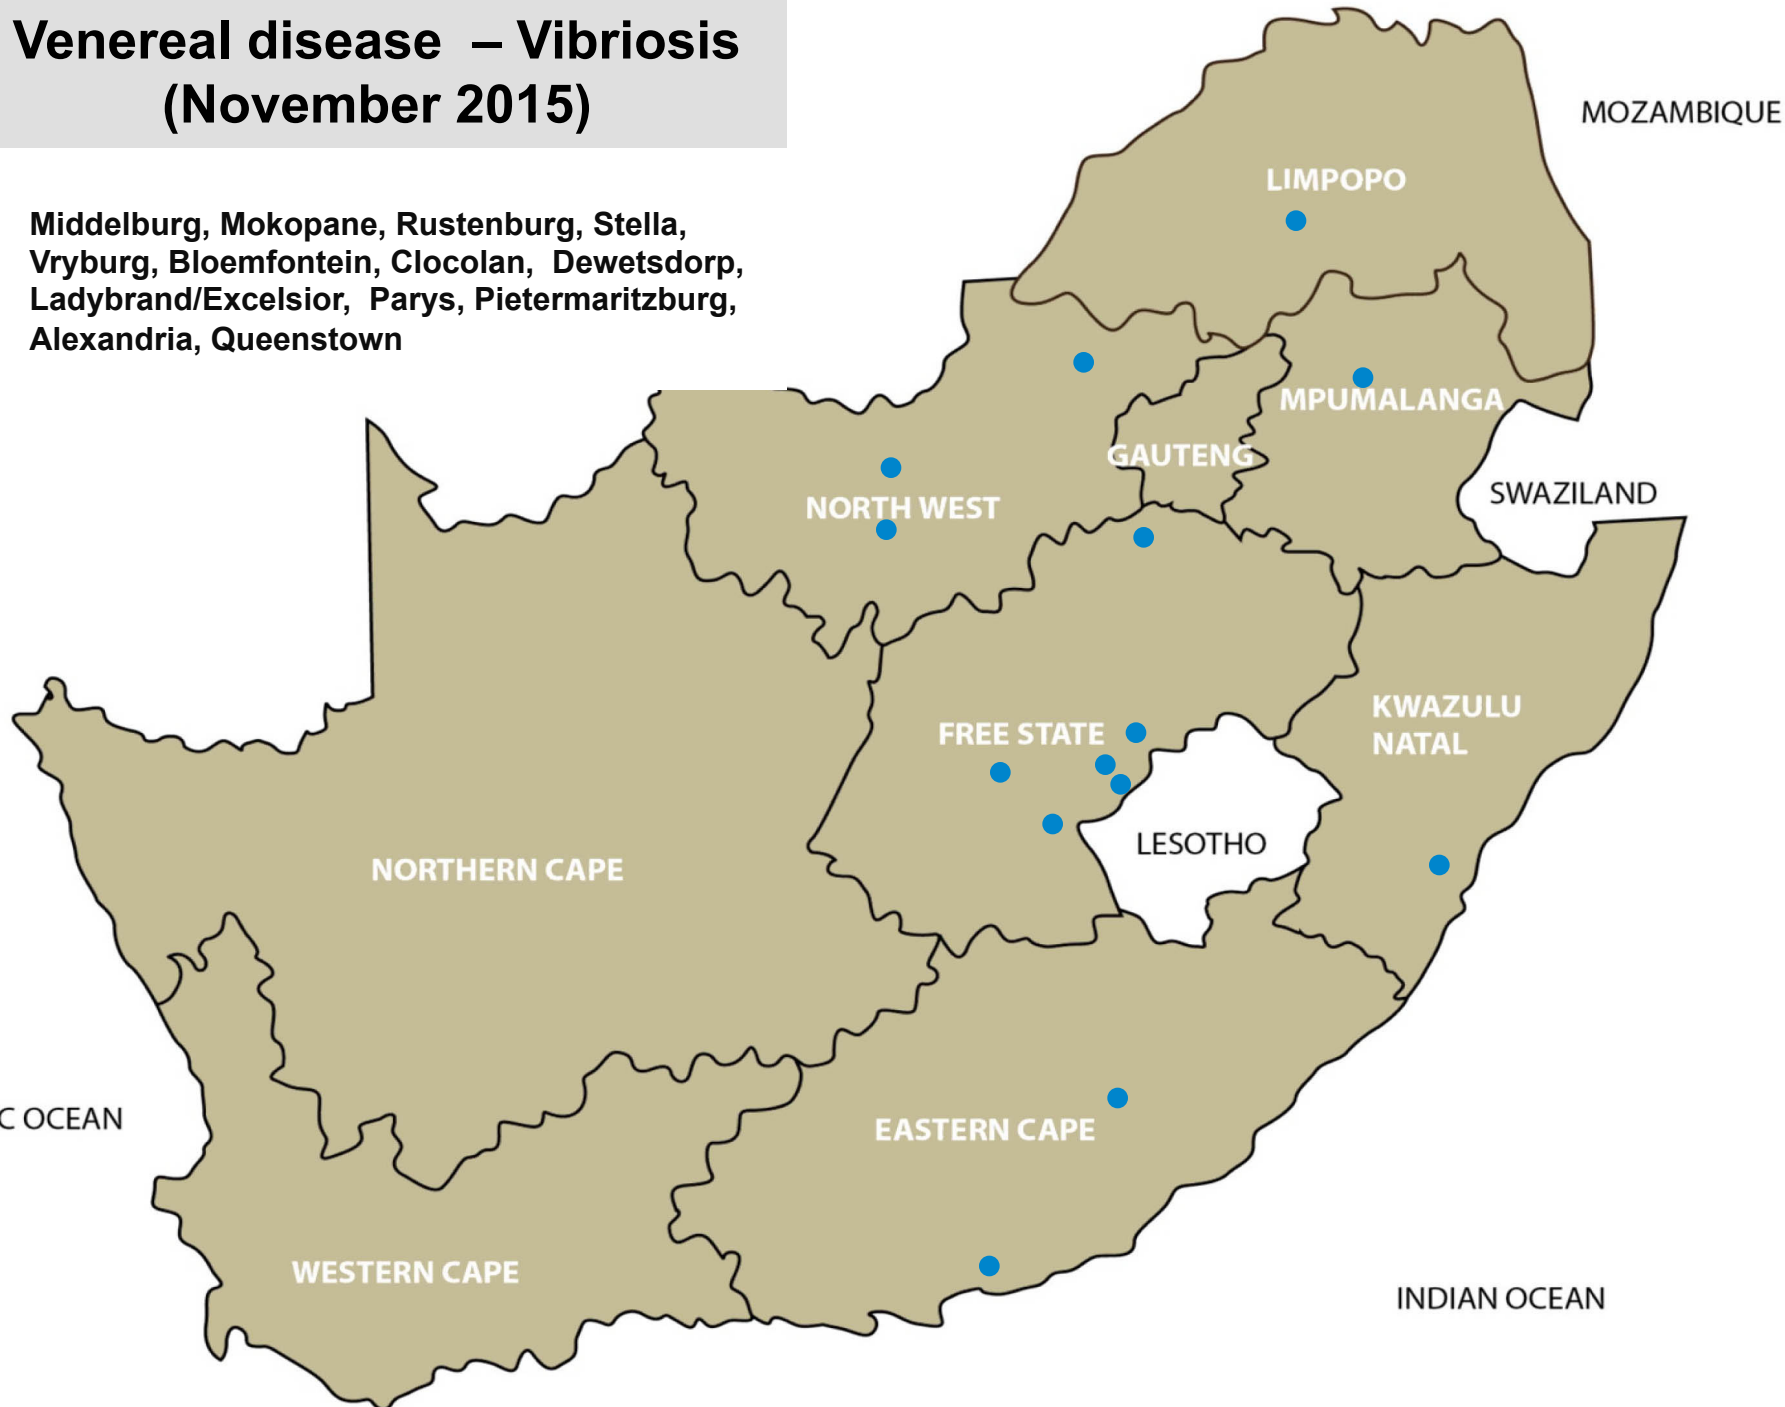 Venereal disease – Vibriosis
(November 2015)
Middelburg, Mokopane, Rustenburg, Stella,
Vryburg, Bloemfontein, Clocolan, Dewetsdorp,
Ladybrand/Excelsior, Parys, Pietermaritzburg,
Alexandria, Queenstown
MOZAMBIQUE
LIMPOPO
MPUMALANGA
GAUTENG
SWAZILAND
NORTH WEST
KWAZULU
NATAL
FREE STATE
LESOTHO
NORTHERN CAPE
C OCEAN
EASTERN CAPE
WESTERN CAPE
INDIAN OCEAN